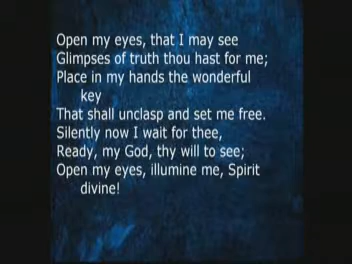 Open my eyes, that I may see
Glimpses of truth thou hast for me;
Place in my hands the wonderful
key
That shall unclasp and set me free.
Silently now I wait for thee,
Ready, my God, thy will to see;
Open my eyes, illumine me, Spirit
divine!